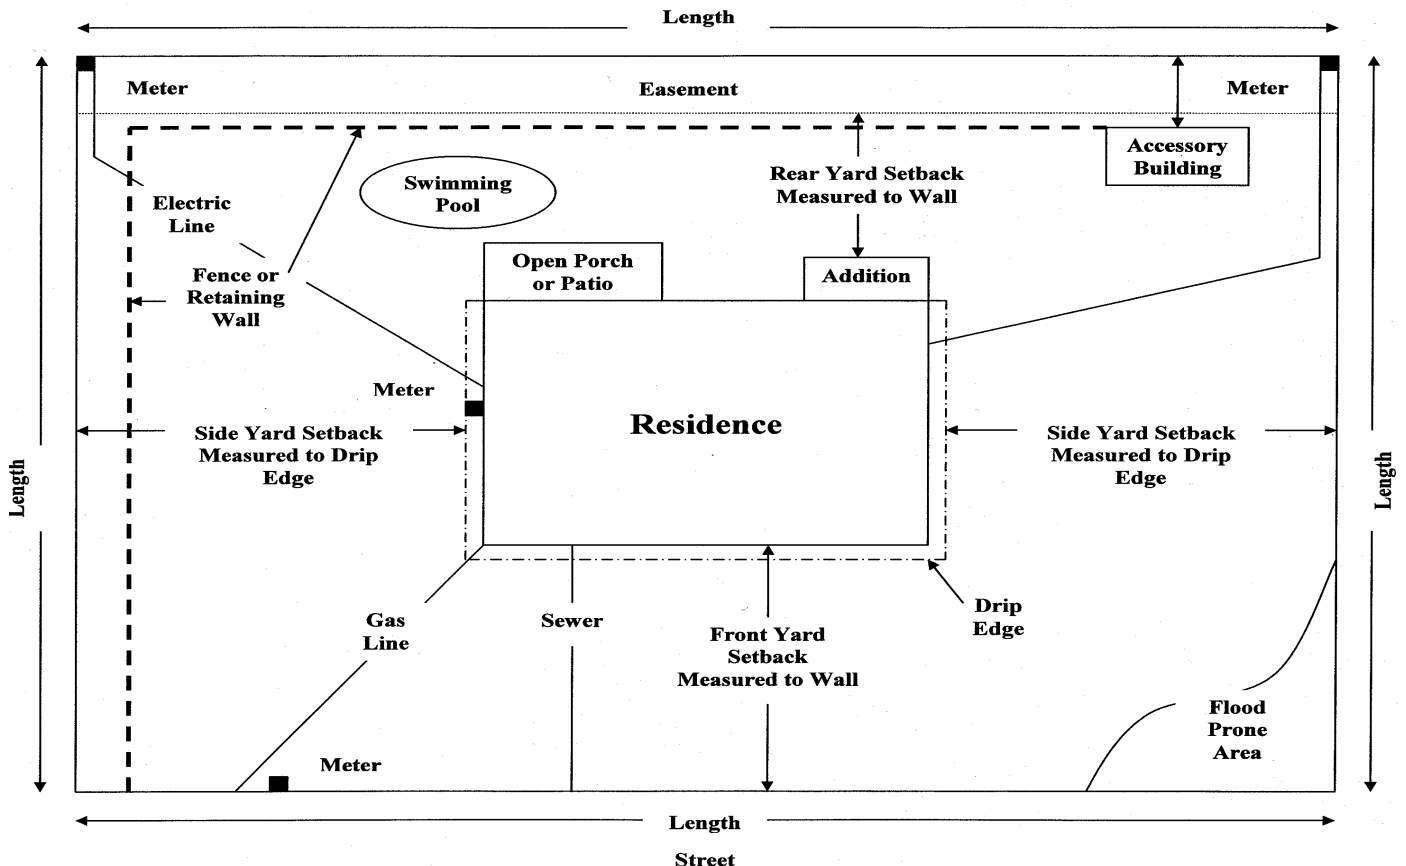 Length
Meter
Easement
Meter
Accessory
Building
Rear Yard Setback
Measured to Wall
Swimming
Pool
Electric
Line
Open Porch
or Patio
Addition
Fence or
Retaining
Wall
Meter
Residence
Side Yard Setback
Measured to Drip
Edge
Side Yard Setback
Measured to Drip
Edge
Length
Length
Gas
Line
Sewer
Front Yard
Setback
Measured to Wall
Drip
Edge
Flood
Prone
Area
Meter
Length
Street